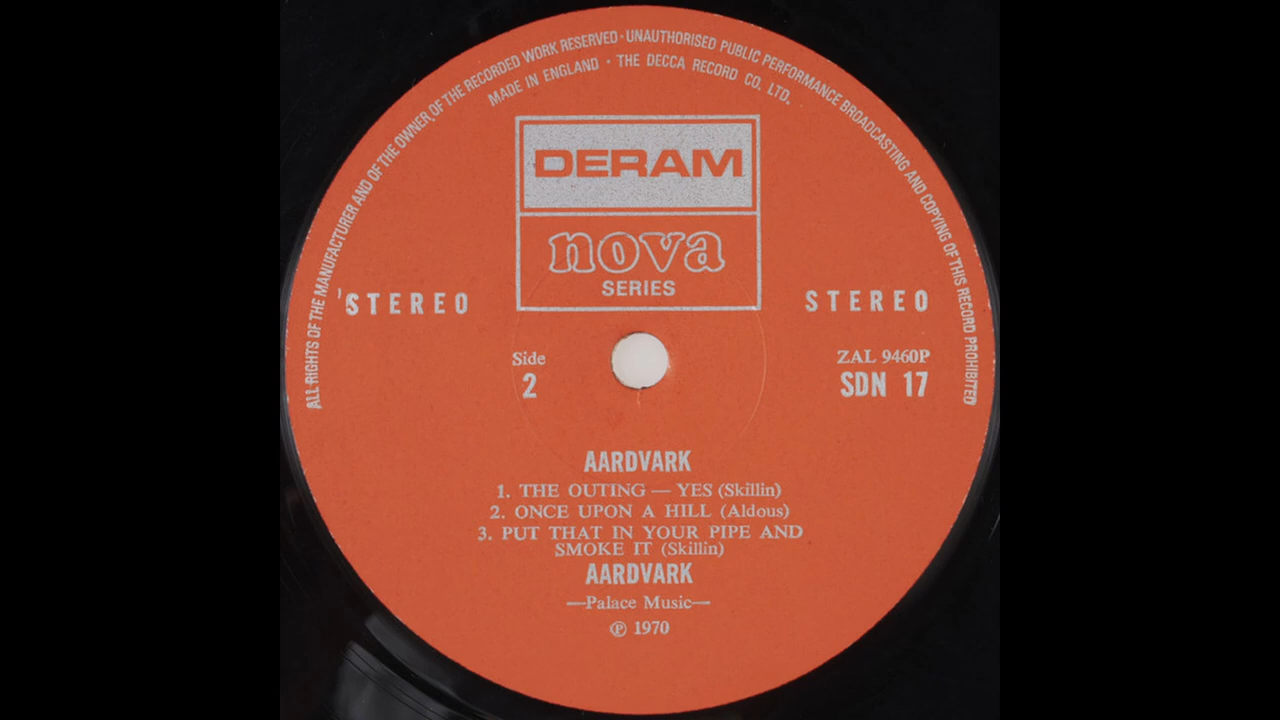 ALL RIGHTS OF THE MANUFACTURER AND OF THE OWNER OF THE RECORDED WORK RESERVED · UNAUTHORISED PUBLIC PERFORMANCE BROADCASTING AND COPYING OF THIS RECORD PROHIBITED
MADE IN ENGLAND · THE DECCA RECORD CO. LTD.
DERAM
nova
SERIES
STEREO STEREO
Side ZAL 9460P
2 SDN 17
AARDVARK
1. THE OUTING — YES (Skillin)
2. ONCE UPON A HILL (Aldous)
3. PUT THAT IN YOUR PIPE AND
SMOKE IT (Skillin)
AARDVARK
—Palace Music—
℗ 1970